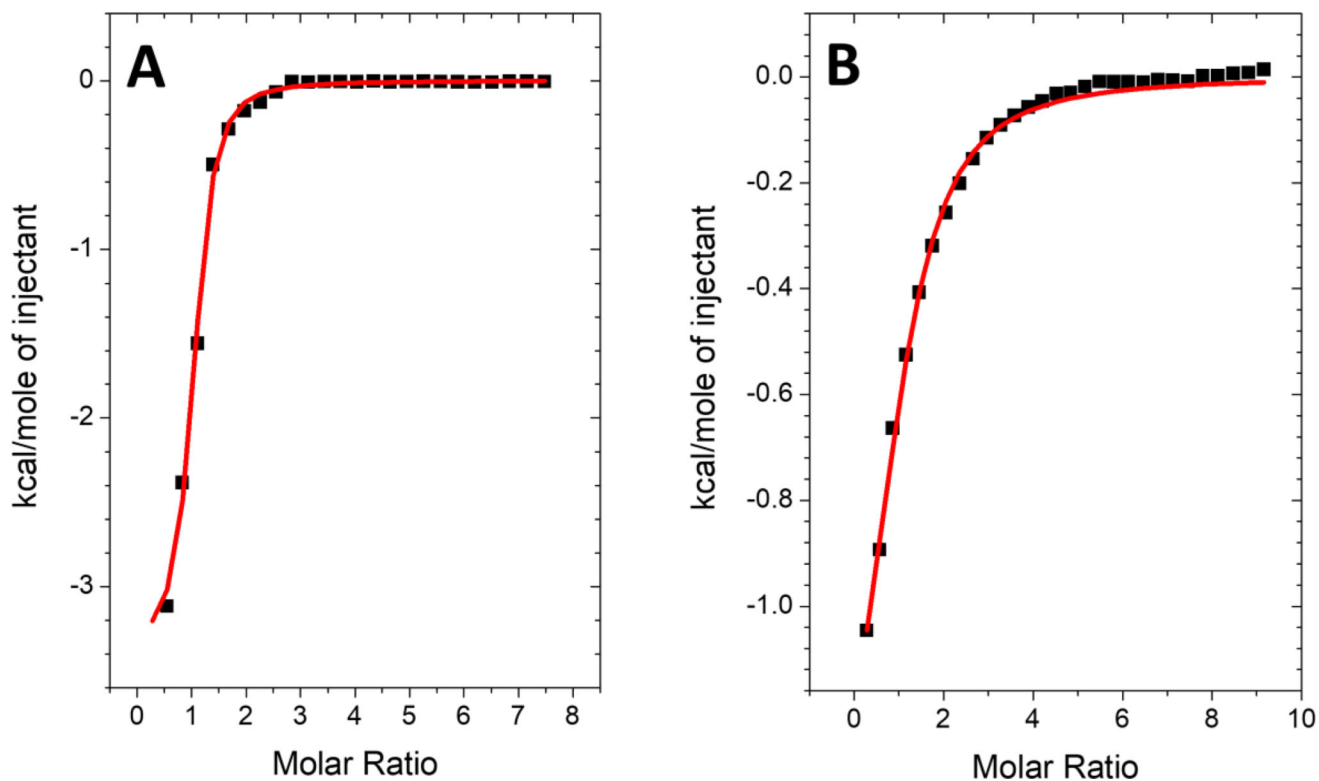 A
kcal/mole of injectant
0
-1
-2
-3
0 1 2 3 4 5 6 7 8
Molar Ratio
B
kcal/mole of injectant
0.0
-0.2
-0.4
-0.6
-0.8
-1.0
0 2 4 6 8 10
Molar Ratio